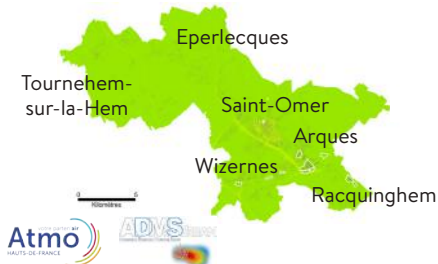 Eperlecques
Tournehem-
sur-la-Hem
Saint-Omer
Arques
Wizernes
Racquinghem
0 5
Kilomètres
Atmo
HAUTS-DE-FRANCE
ADMS